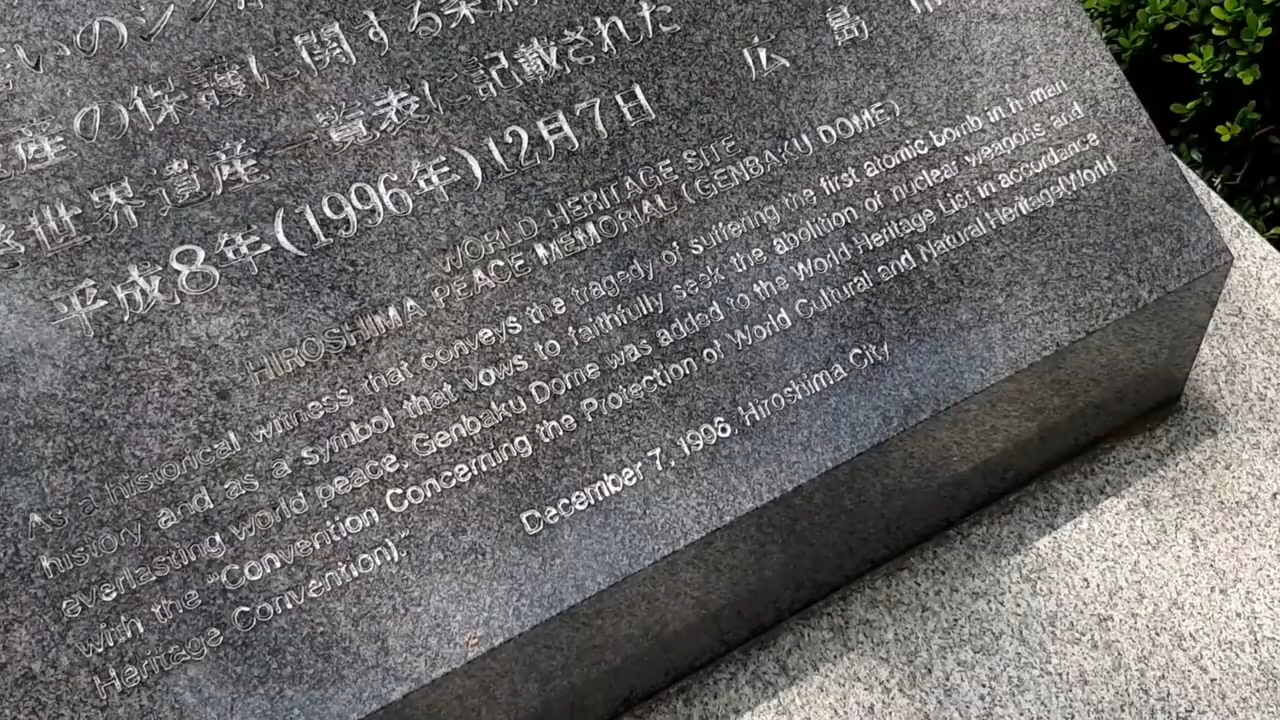 いのシン
産の保護に関する条約
世界遺産一覧表に記載された
平成8年(1996年)12月7日
広島市
WORLD HERITAGE SITE
HIROSHIMA PEACE MEMORIAL (GENBAKU DOME)
As a historical witness that conveys the tragedy of suffering the first atomic bomb in human
history and as a symbol that vows to faithfully seek the abolition of nuclear weapons and
everlasting world peace, Genbaku Dome was added to the World Heritage List in accordance
with the "Convention Concerning the Protection of World Cultural and Natural Heritage(World
Heritage Convention)."
December 7, 1996, Hiroshima City